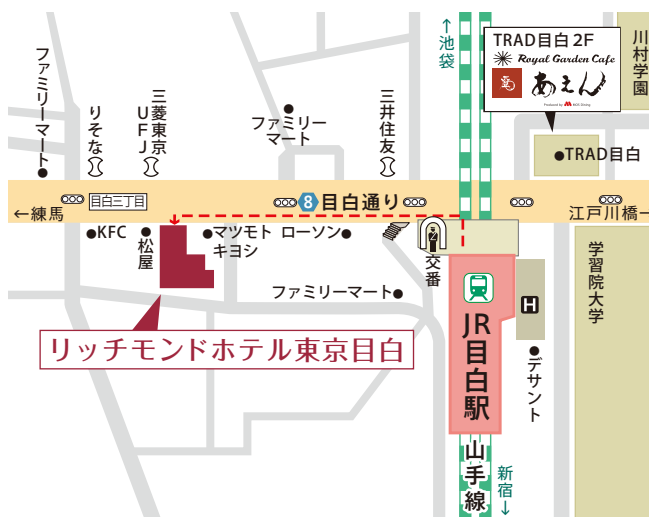 ファミリーマート
りそな
三菱東京
UFJ
ファミリー
マート
三井住友
↑池袋
TRAD目白 2F
Royal Garden Cafe
あえん
Produced by MOS Dining
川村学園
TRAD目白
目白三丁目
8 目白通り
←練馬
江戸川橋→
KFC
松屋
マツモト
キヨシ
ローソン
交番
ファミリーマート
学習院大学
リッチモンドホテル東京目白
JR目白駅
H
デサント
山手線
新宿↓